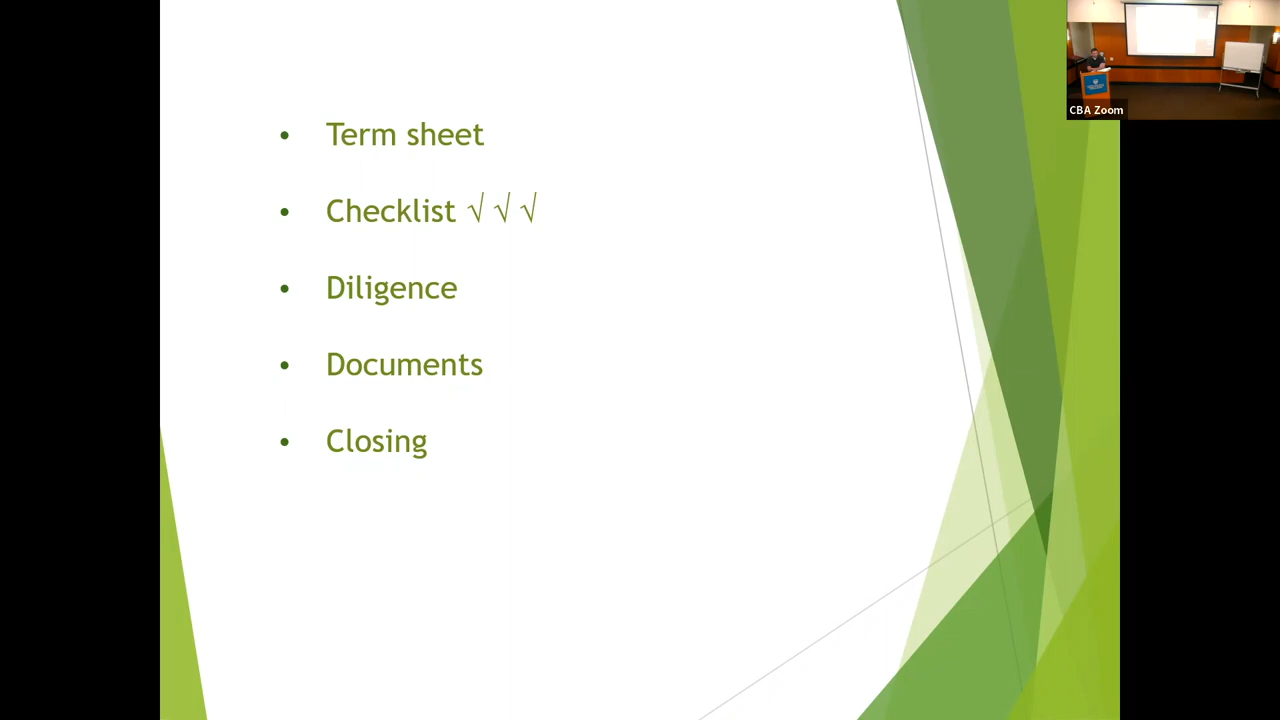 • Term sheet
• Checklist √ √ √
• Diligence
• Documents
• Closing
CBA Zoom